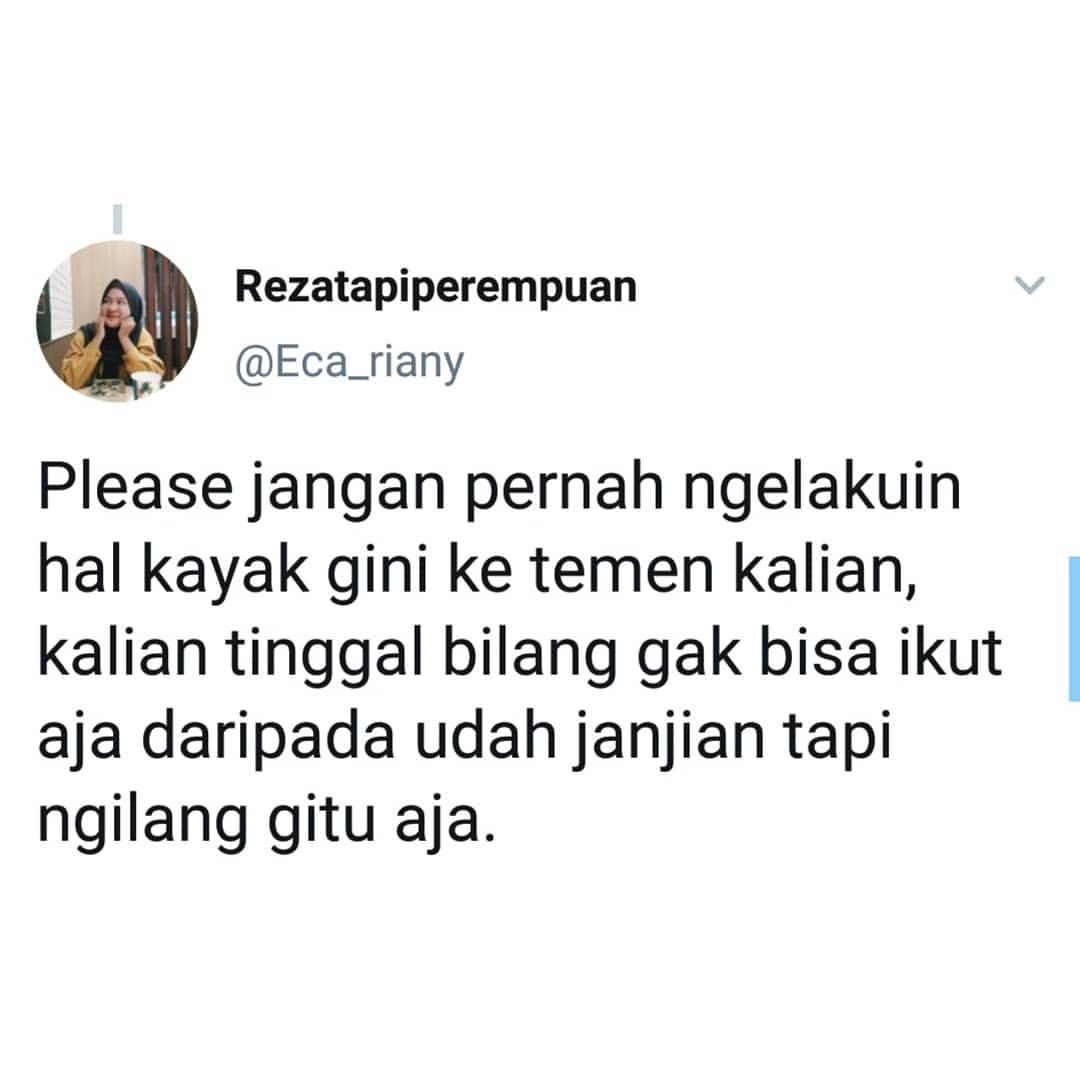 Rezatapiperempuan
@Eca_riany
Please jangan pernah ngelakuin
hal kayak gini ke temen kalian,
kalian tinggal bilang gak bisa ikut
aja daripada udah janjian tapi
ngilang gitu aja.